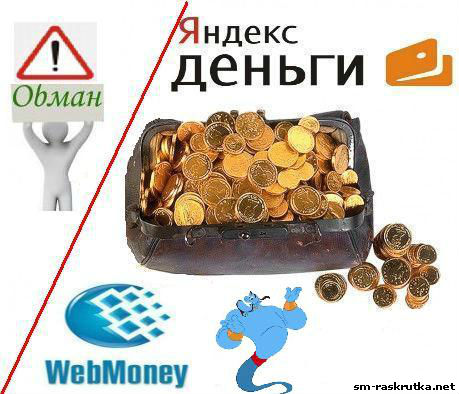 Обман
Яндекс
деньги
WebMoney
sm-raskrutka.net